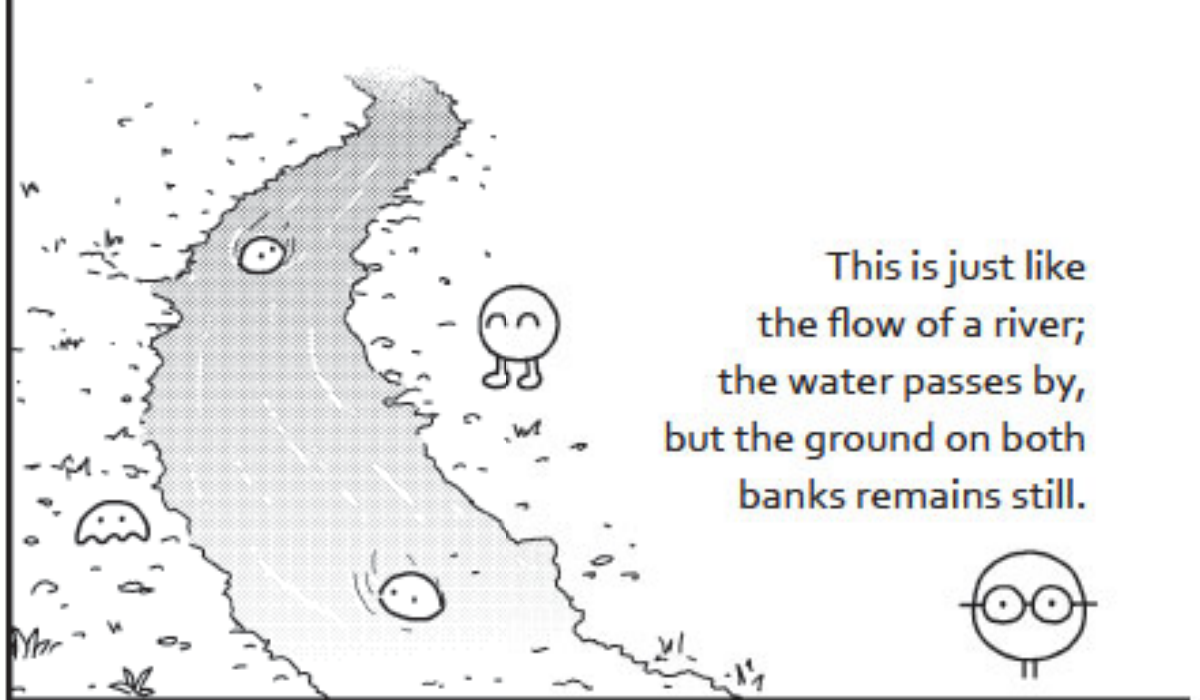 This is just like
the flow of a river;
the water passes by,
but the ground on both
banks remains still.